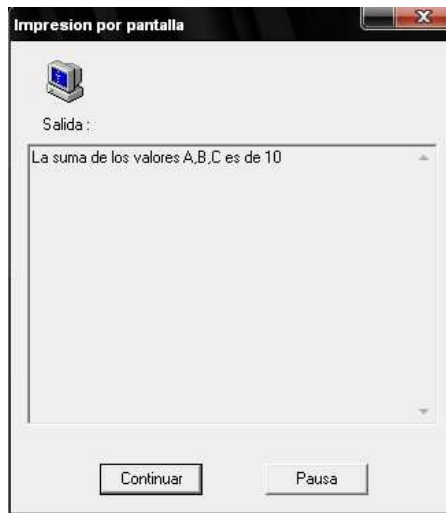 Impresion por pantalla
Salida :
La suma de los valores A,B,C es de 10
Continuar
Pausa